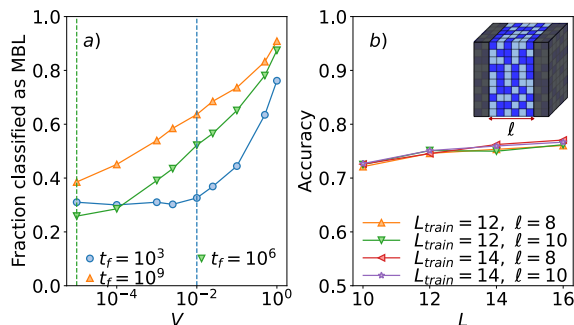 a)
Fraction classified as MBL
1.0
0.8
0.6
0.4
0.2
0.0
t_f = 10^3
t_f = 10^6
t_f = 10^9
10^−4
10^−2
10^0
V
b)
Accuracy
1.0
0.9
0.8
0.7
0.6
0.5
ℓ
L_train = 12, ℓ = 8
L_train = 12, ℓ = 10
L_train = 14, ℓ = 8
L_train = 14, ℓ = 10
10
12
14
16
L